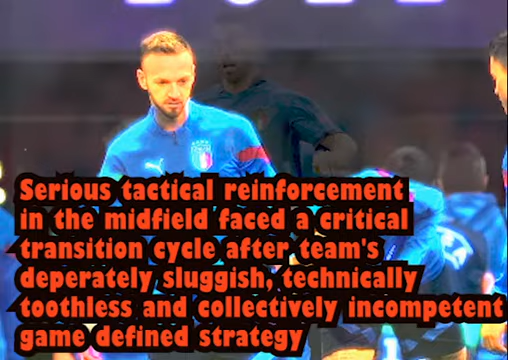 Serious tactical reinforcement
in the midfield faced a critical
transition cycle after team's
deperately sluggish, technically
toothless and collectively incompetent
game defined strategy